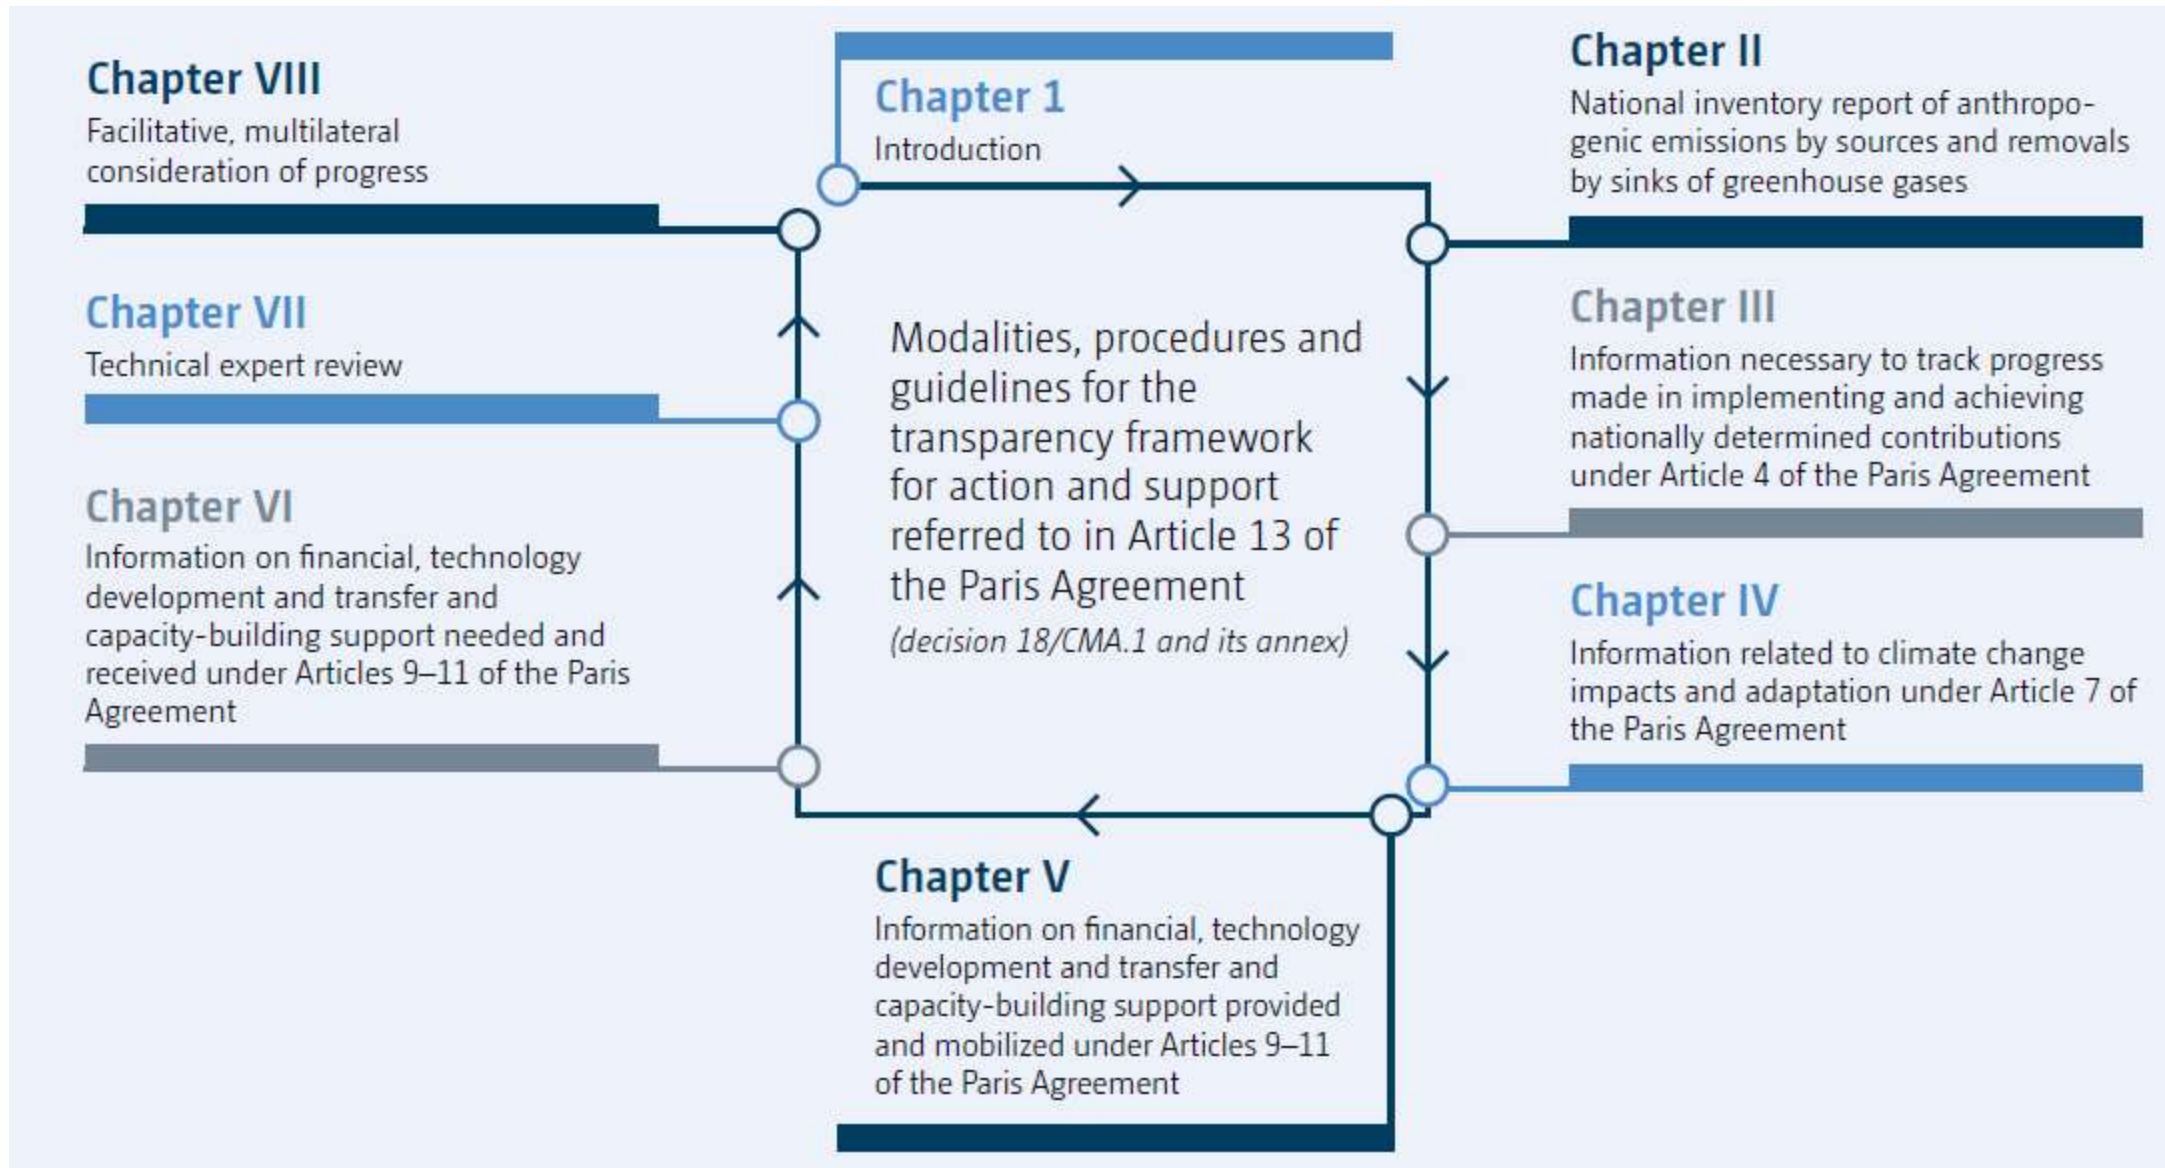 Chapter 1
Introduction
Chapter II
National inventory report of anthropo-
genic emissions by sources and removals
by sinks of greenhouse gases
Chapter III
Information necessary to track progress
made in implementing and achieving
nationally determined contributions
under Article 4 of the Paris Agreement
Chapter IV
Information related to climate change
impacts and adaptation under Article 7 of
the Paris Agreement
Chapter V
Information on financial, technology
development and transfer and
capacity-building support provided
and mobilized under Articles 9–11
of the Paris Agreement
Chapter VI
Information on financial, technology
development and transfer and
capacity-building support needed and
received under Articles 9–11 of the Paris
Agreement
Chapter VII
Technical expert review
Chapter VIII
Facilitative, multilateral
consideration of progress
Modalities, procedures and
guidelines for the
transparency framework
for action and support
referred to in Article 13 of
the Paris Agreement
(decision 18/CMA.1 and its annex)